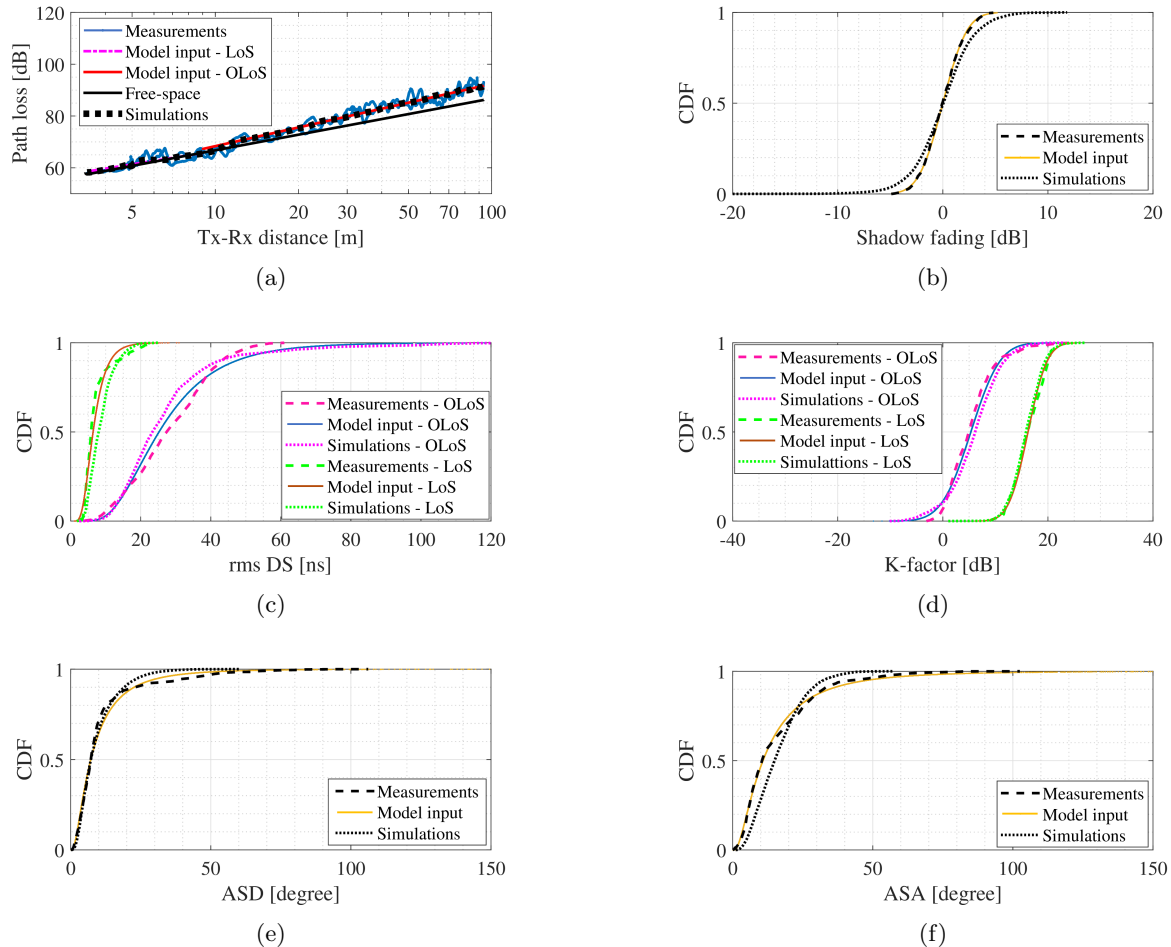 120
100
80
60
Path loss [dB]
Measurements
Model input - LoS
Model input - OLoS
Free-space
Simulations
5 10 20 30 50 70 100
Tx-Rx distance [m]
(a)
1
0.5
0
CDF
Measurements
Model input
Simulations
-20 -10 0 10 20
Shadow fading [dB]
(b)
1
0.5
0
CDF
Measurements - OLoS
Model input - OLoS
Simulations - OLoS
Measurements - LoS
Model input - LoS
Simulations - LoS
0 20 40 60 80 100 120
rms DS [ns]
(c)
1
0.5
0
CDF
Measurements - OLoS
Model input - OLoS
Simulations - OLoS
Measurements - LoS
Model input - LoS
Simulattions - LoS
-40 -20 0 20 40
K-factor [dB]
(d)
1
0.5
0
CDF
Measurements
Model input
Simulations
0 50 100 150
ASD [degree]
(e)
1
0.5
0
CDF
Measurements
Model input
Simulations
0 50 100 150
ASA [degree]
(f)